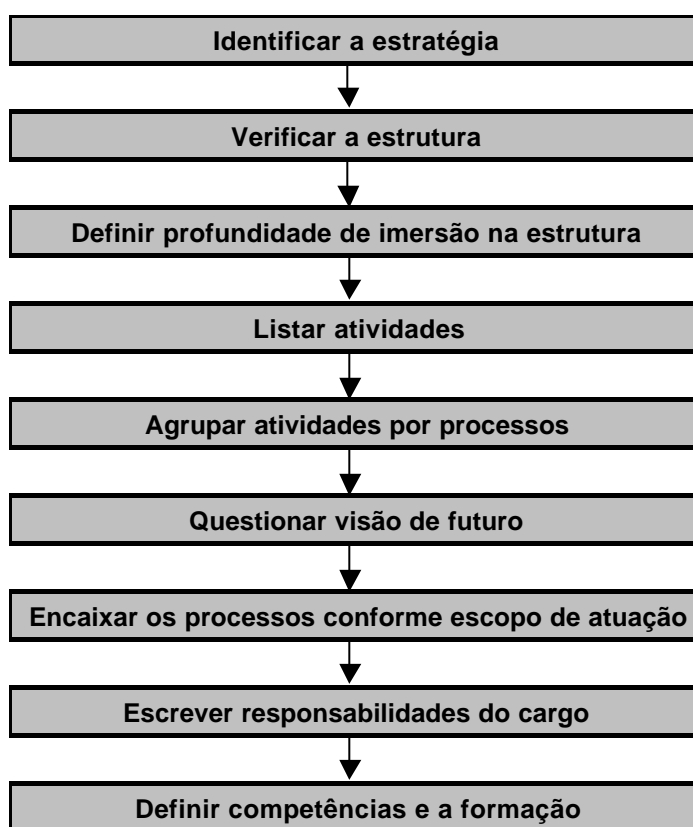 Identificar a estratégia
Verificar a estrutura
Definir profundidade de imersão na estrutura
Listar atividades
Agrupar atividades por processos
Questionar visão de futuro
Encaixar os processos conforme escopo de atuação
Escrever responsabilidades do cargo
Definir competências e a formação